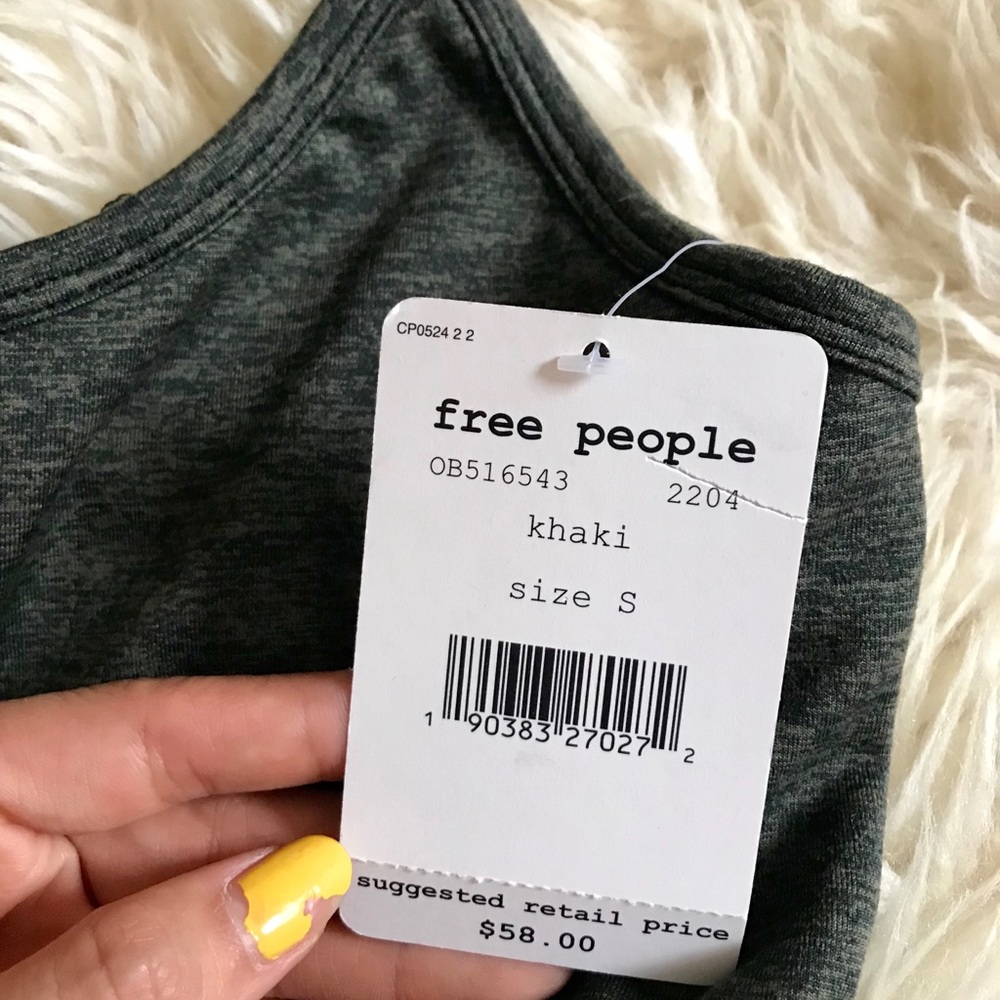 CP0524 2 2
free people
OB516543 2204
khaki
size S
1 90383 27027 2
suggested retail price
$58.00